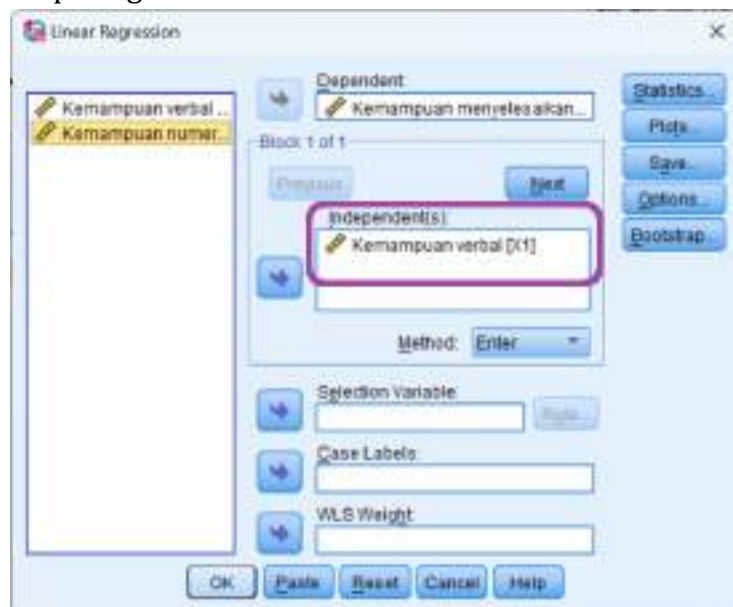 Linear Regression
Kemampuan verbal ...
Kemampuan numer...
Dependent:
Kemampuan menyelesaikan...
Block 1 of 1
Previous
Next
Independent(s):
Kemampuan verbal [X1]
Method: Enter
Selection Variable:
Rule...
Case Labels:
WLS Weight:
Statistics...
Plots...
Save...
Options...
Bootstrap...
OK Paste Reset Cancel Help